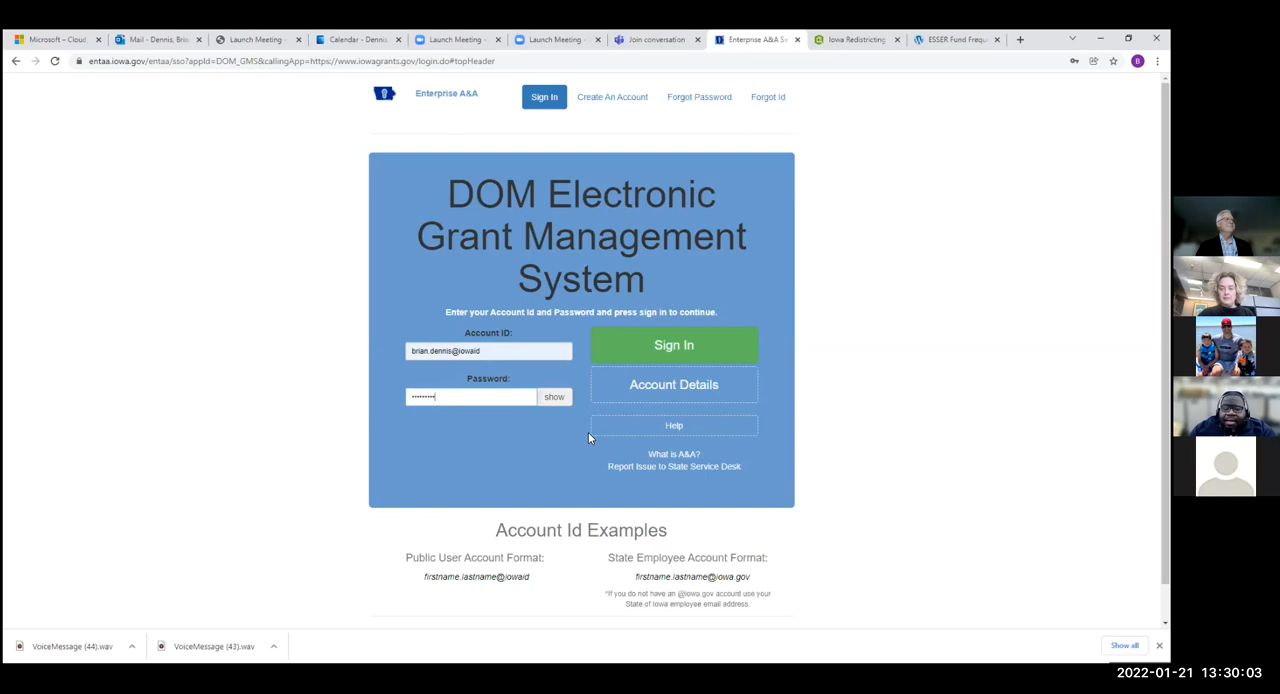 Microsoft – Cloud,
Mail - Dennis, Bria
Launch Meeting -
Calendar - Dennis
Launch Meeting -
Launch Meeting -
Join conversation
Enterprise A&A Se
Iowa Redistricting
ESSER Fund Frequ
entaa.iowa.gov/entaa/sso?appId=DOM_GMS&callingApp=https://www.iowagrants.gov/login.do#topHeader
B
Enterprise A&A
Sign In
Create An Account
Forgot Password
Forgot Id
DOM Electronic
Grant Management
System
Enter your Account Id and Password and press sign in to continue.
Account ID:
brian.dennis@iowaid
Password:
•••••••••
show
Sign In
Account Details
Help
What is A&A?
Report Issue to State Service Desk
Account Id Examples
Public User Account Format:
firstname.lastname@iowaid
State Employee Account Format:
firstname.lastname@iowa.gov
*If you do not have an @iowa.gov account use your
State of Iowa employee email address.
VoiceMessage (44).wav
VoiceMessage (43).wav
Show all
2022-01-21 13:30:03